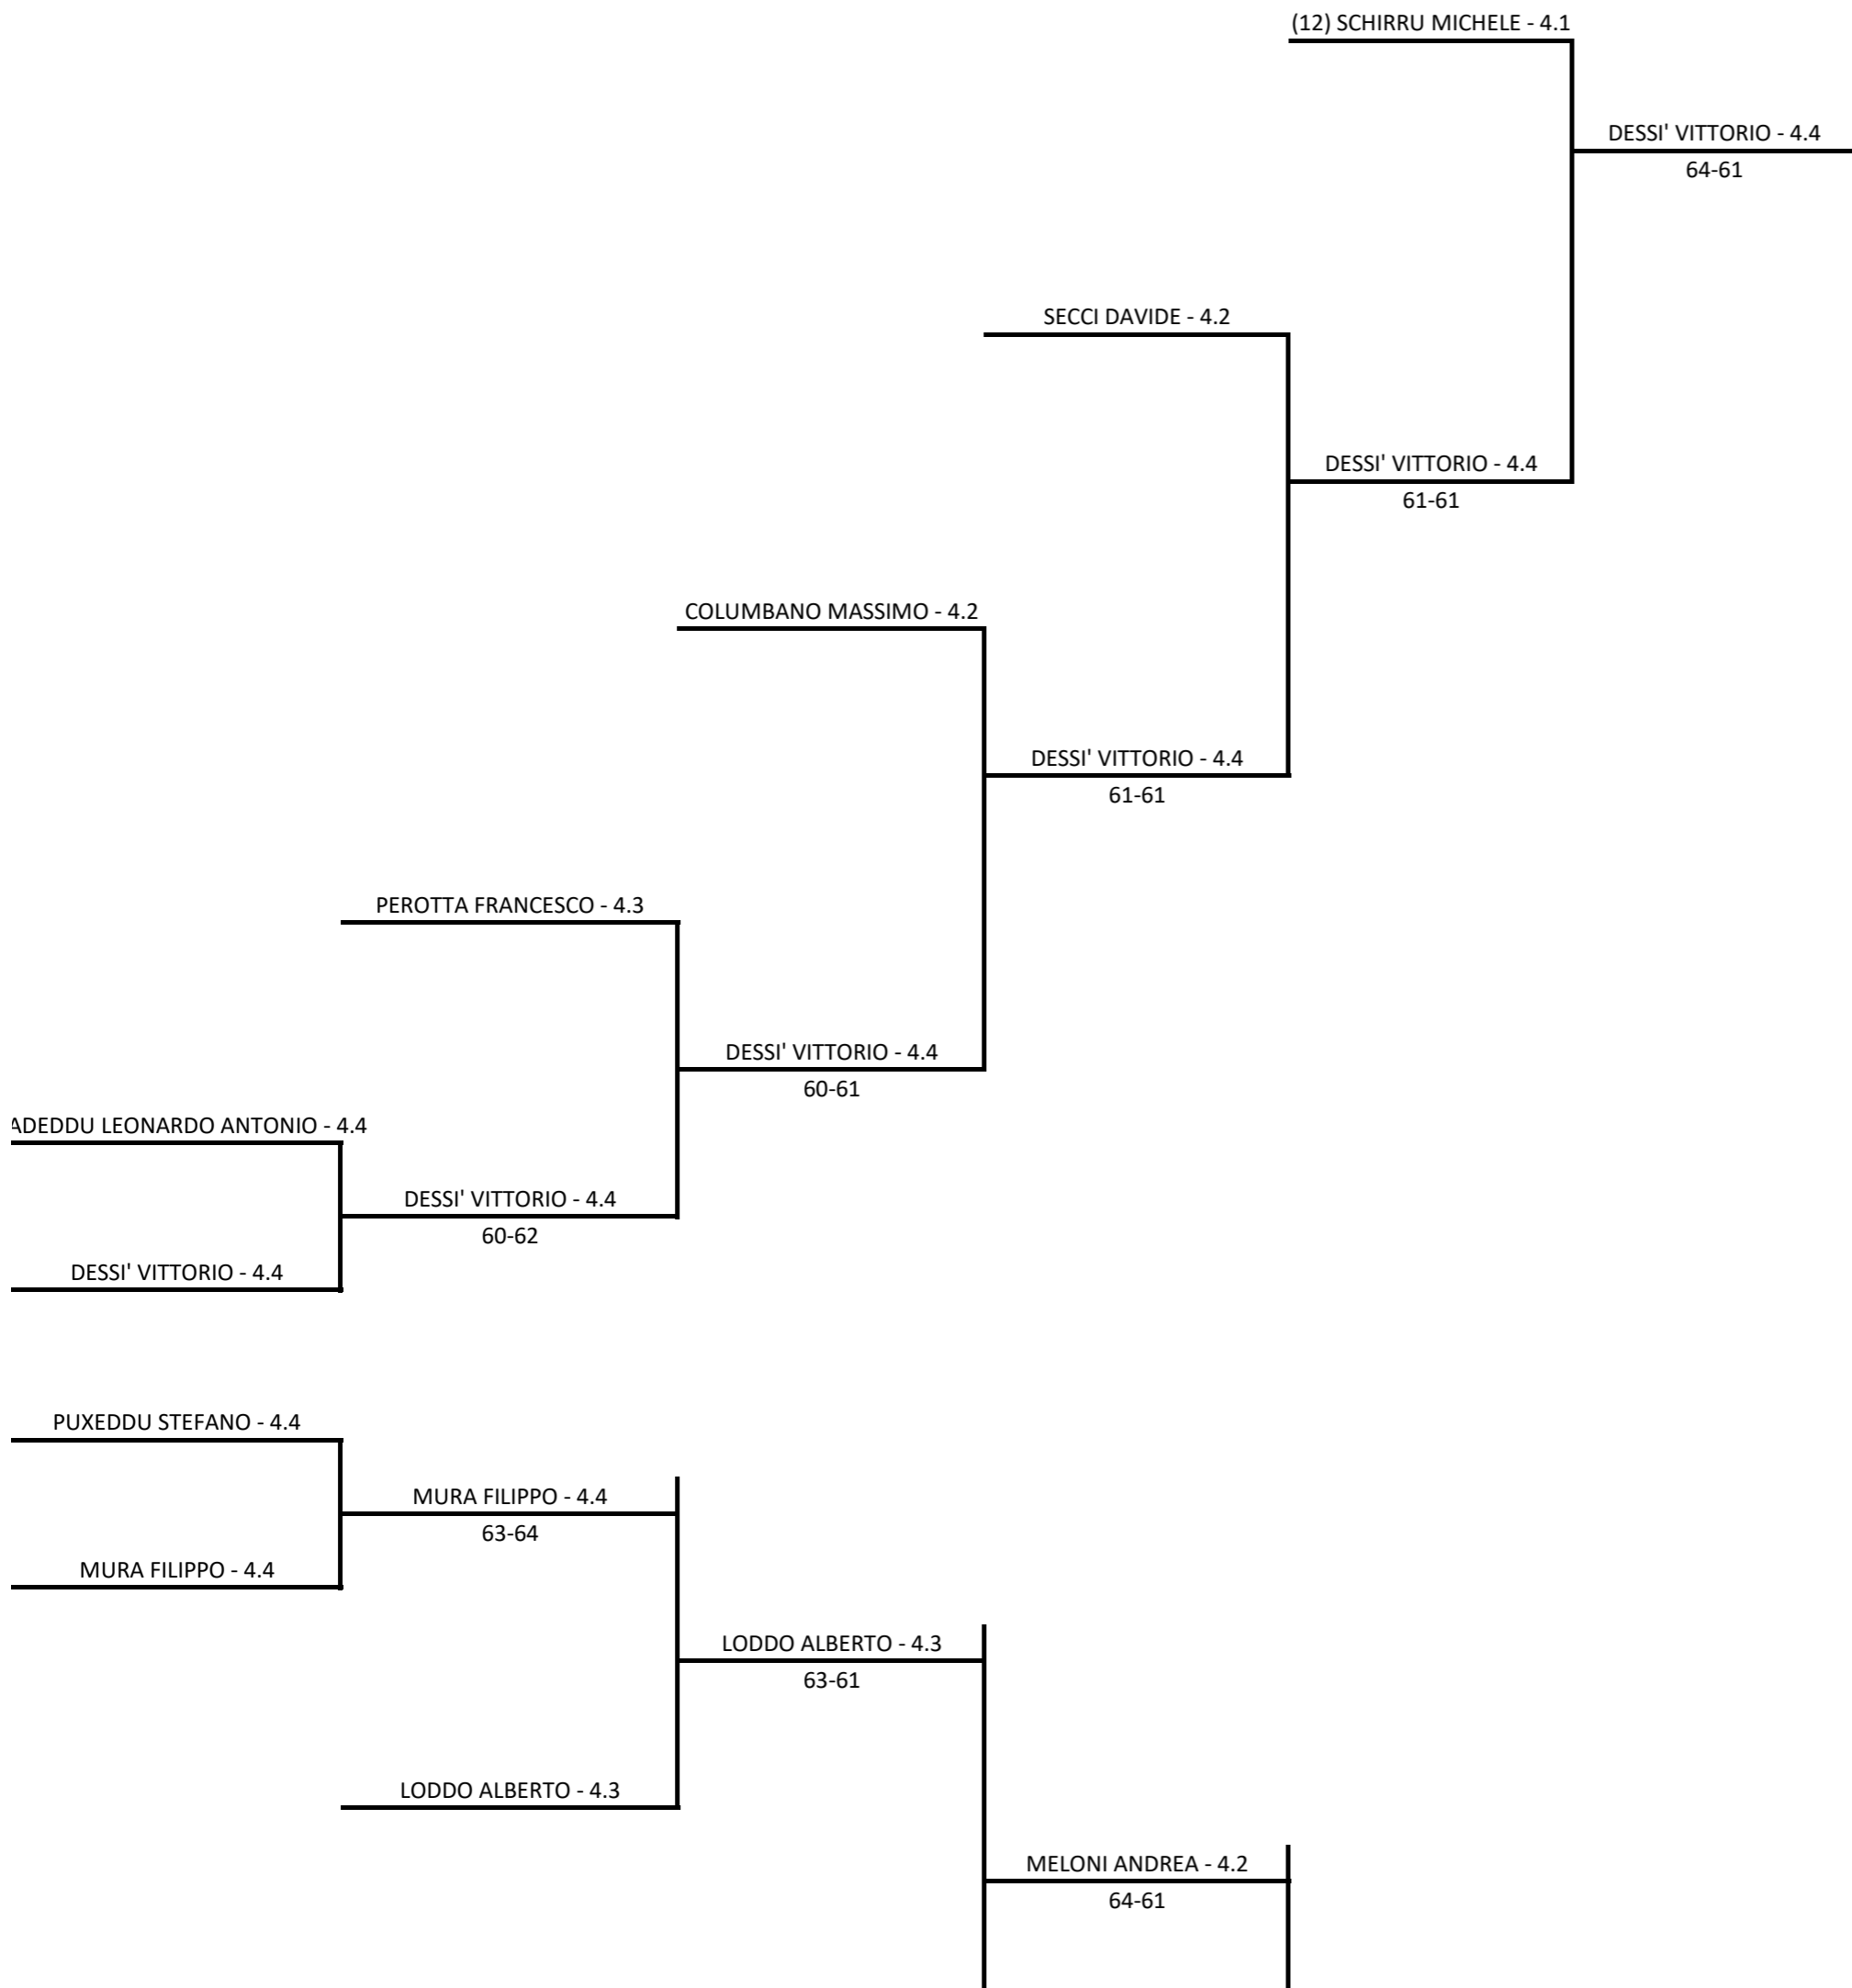 (12) SCHIRRU MICHELE - 4.1
DESSI' VITTORIO - 4.4
64-61
SECCI DAVIDE - 4.2
DESSI' VITTORIO - 4.4
61-61
COLUMBANO MASSIMO - 4.2
DESSI' VITTORIO - 4.4
61-61
PEROTTA FRANCESCO - 4.3
DESSI' VITTORIO - 4.4
60-61
ADEDDU LEONARDO ANTONIO - 4.4
DESSI' VITTORIO - 4.4
60-62
DESSI' VITTORIO - 4.4
PUXEDDU STEFANO - 4.4
MURA FILIPPO - 4.4
63-64
MURA FILIPPO - 4.4
LODDO ALBERTO - 4.3
63-61
LODDO ALBERTO - 4.3
MELONI ANDREA - 4.2
64-61